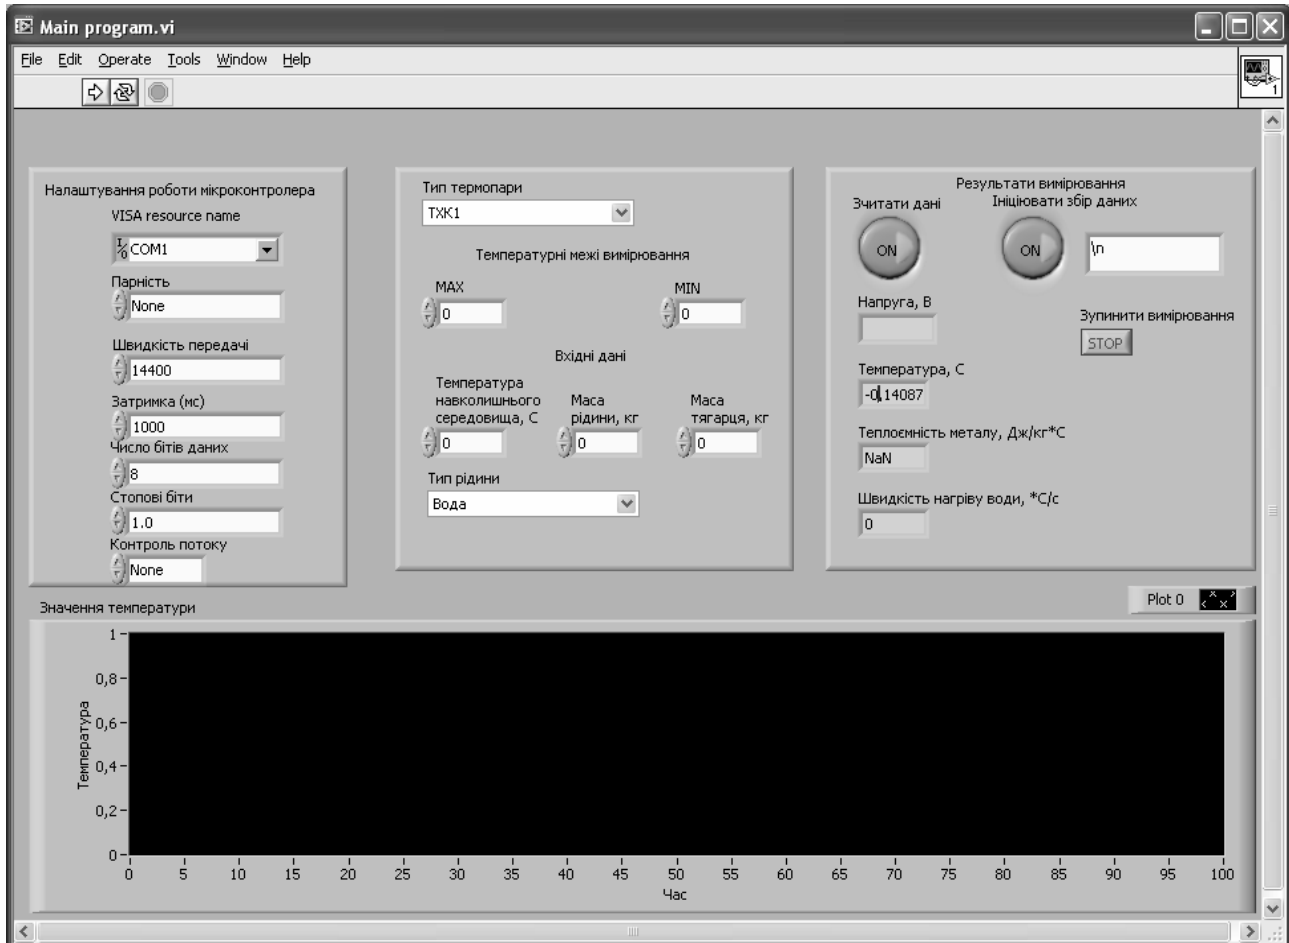 Main program.vi
File Edit Operate Tools Window Help
1
Налаштування роботи мікроконтролера
VISA resource name
COM1
Парність
None
Швидкість передачі
14400
Затримка (мс)
1000
Число бітів даних
8
Стопові біти
1.0
Контроль потоку
None
Тип термопари
ТХК1
Температурні межі вимірювання
MAX MIN
0 0
Вхідні дані
Температура
навколишнього
середовища, С
Маса
рідини, кг
Маса
тягарця, кг
0 0 0
Тип рідини
Вода
Результати вимірювання
Зчитати дані Ініціювати збір даних
ON ON \n
Напруга, В
Зупинити вимірювання
STOP
Температура, С
-0,14087
Теплоємність металу, Дж/кг*С
NaN
Швидкість нагріву води, *С/с
0
Plot 0
Значення температури
1
0,8
0,6
0,4
0,2
0
Температура
0 5 10 15 20 25 30 35 40 45 50 55 60 65 70 75 80 85 90 95 100
Час